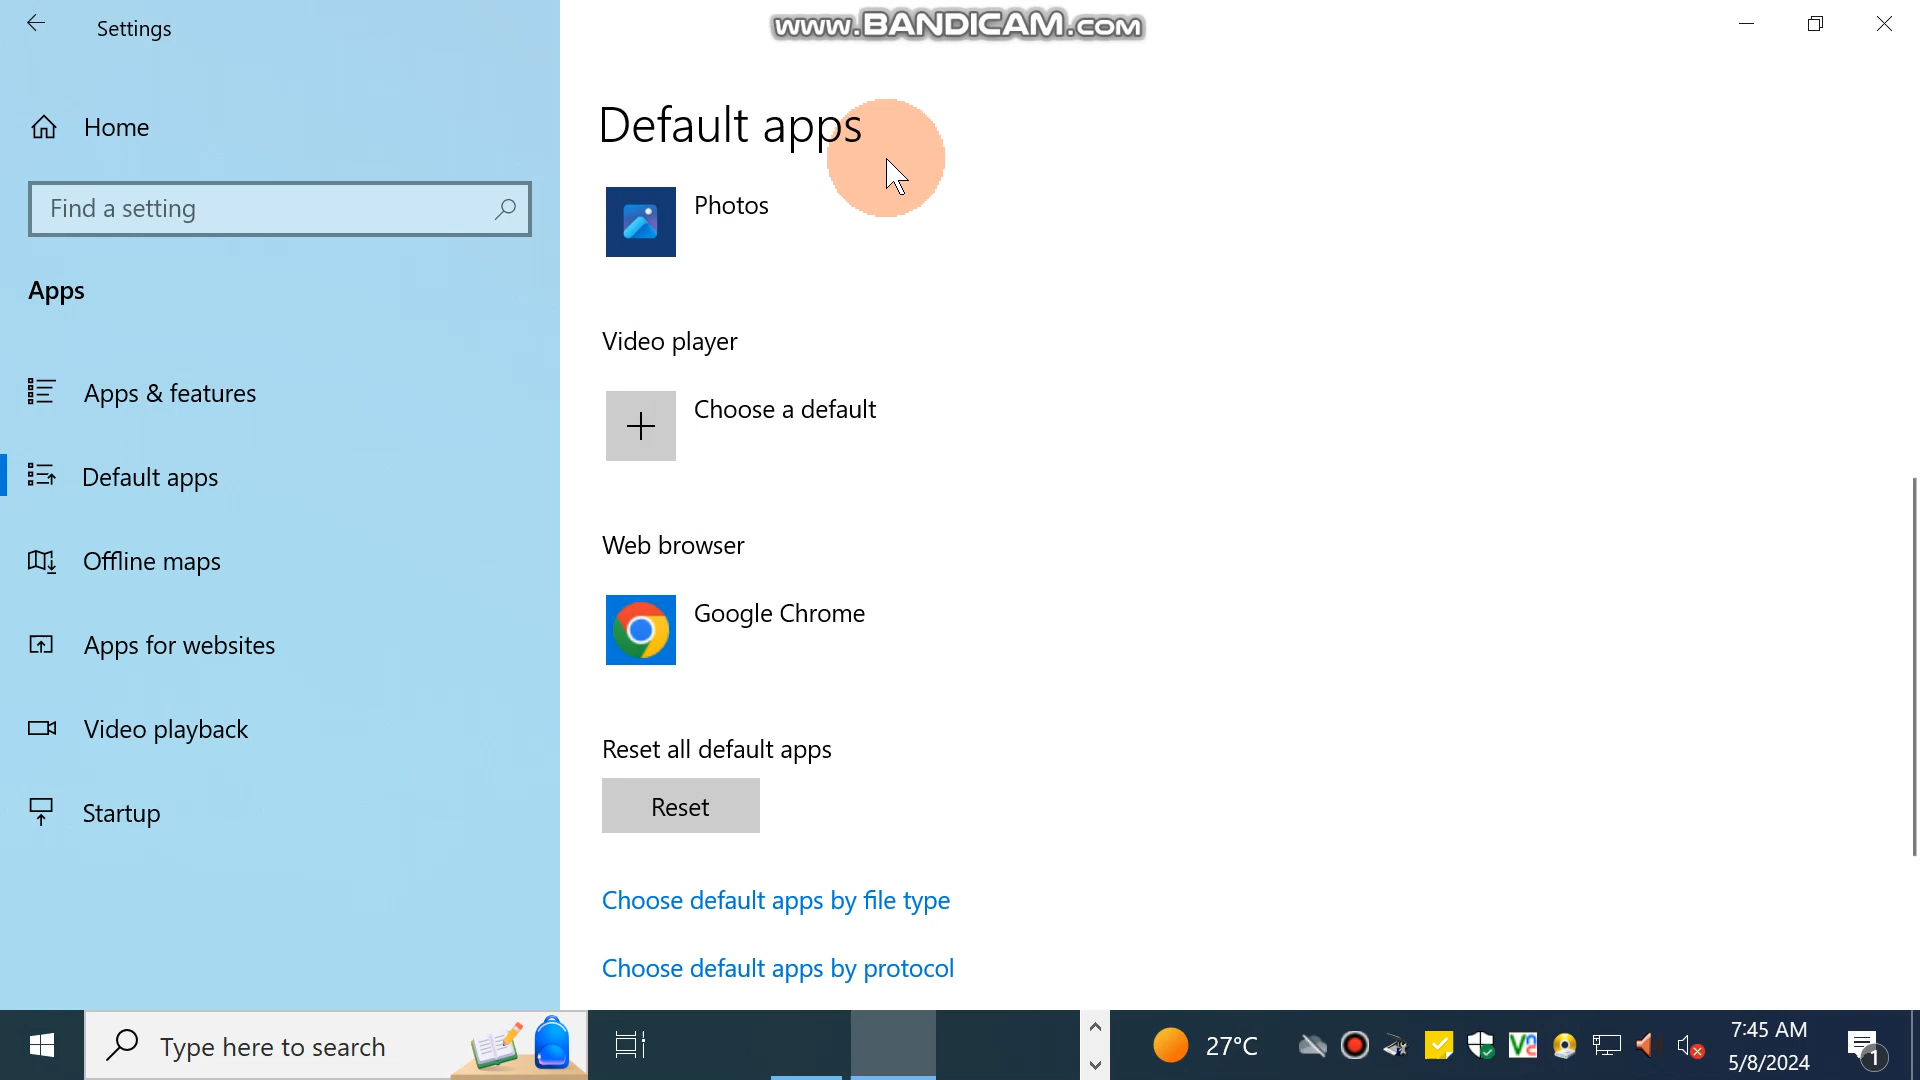 Settings
www.BANDICAM.com
Home
Find a setting
Apps
Apps & features
Default apps
Offline maps
Apps for websites
Video playback
Startup
Default apps
Photos
Video player
Choose a default
Web browser
Google Chrome
Reset all default apps
Reset
Choose default apps by file type
Choose default apps by protocol
Type here to search
27°C
7:45 AM
5/8/2024
1